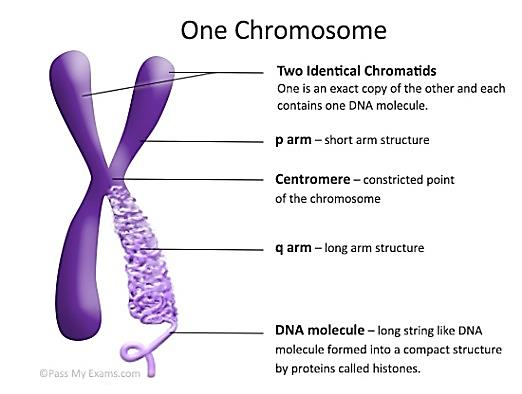 One Chromosome
Two Identical Chromatids
One is an exact copy of the other and each
contains one DNA molecule.
p arm – short arm structure
Centromere – constricted point
of the chromosome
q arm – long arm structure
DNA molecule – long string like DNA
molecule formed into a compact structure
by proteins called histones.
©Pass My Exams.com